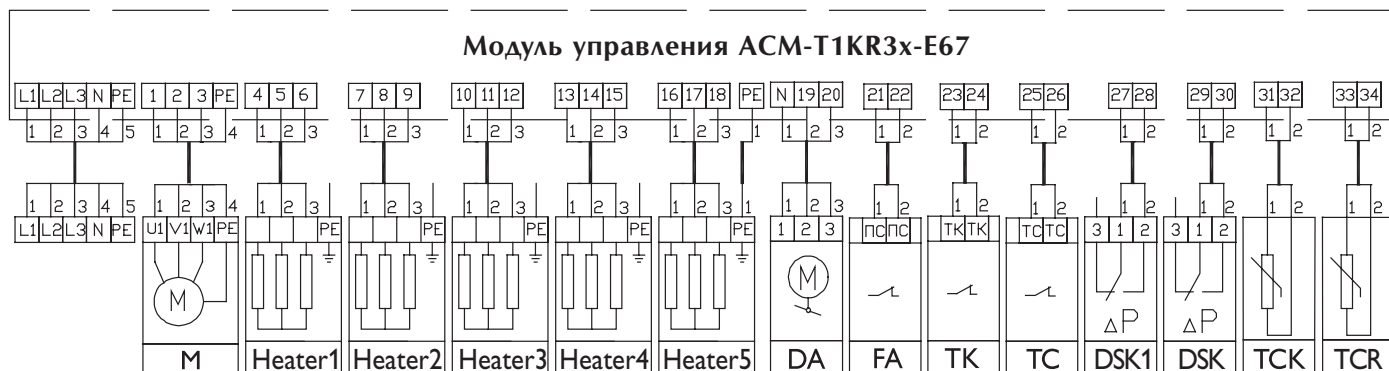 Модуль управления ACM-T1KR3x-E67
L1 L2 L3 N PE 1 2 3 PE 4 5 6 7 8 9 10 11 12 13 14 15 16 17 18 PE N 19 20 21 22 23 24 25 26 27 28 29 30 31 32 33 34
1 2 3 4 5 1 2 3 4 1 2 3 1 2 3 1 2 3 1 2 3 1 2 3 1 1 2 3 1 2 1 2 1 2 1 2 1 2 1 2 1 2
1 2 3 4 5 1 2 3 4 1 2 3 1 2 3 1 2 3 1 2 3 1 2 3 1 1 2 3 1 2 1 2 1 2 1 2 1 2 1 2 1 2
L1 L2 L3 N PE U1 V1 W1 PE PE PE PE PE PE 1 2 3 ПС ПС ТК ТК ТС ТС 3 1 2 3 1 2
M M
ΔP ΔP
M Heater1 Heater2 Heater3 Heater4 Heater5 DA FA TK TC DSK1 DSK TCK TCR